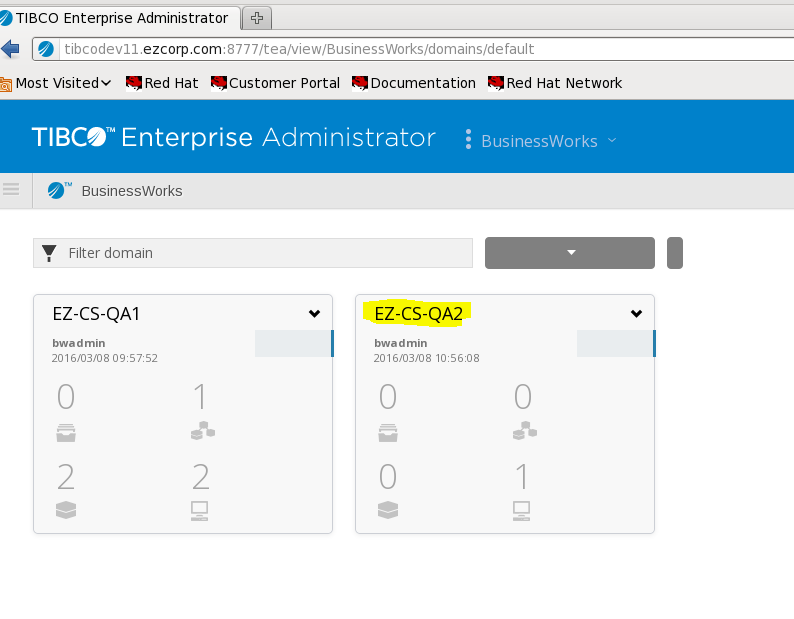 TIBCO Enterprise Administrator
tibcodev11.ezcorp.com:8777/tea/view/BusinessWorks/domains/default
Most Visited Red Hat Customer Portal Documentation Red Hat Network
TIBCO™ Enterprise Administrator BusinessWorks
™ BusinessWorks
Filter domain
EZ-CS-QA1
bwadmin
2016/03/08 09:57:52
0 1
2 2
EZ-CS-QA2
bwadmin
2016/03/08 10:56:08
0 0
0 1